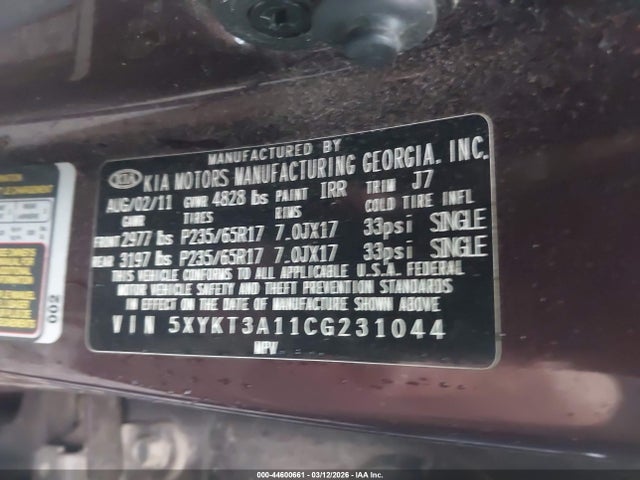 MANUFACTURED BY
KIA KIA MOTORS MANUFACTURING GEORGIA, INC.
AUG/02/11 GVWR 4828 lbs PAINT IRR TRIM J7
GAWR TIRES RIMS COLD TIRE INFL
FRONT 2977 lbs P235/65R17 7.0JX17 33psi SINGLE
REAR 3197 lbs P235/65R17 7.0JX17 33psi SINGLE
THIS VEHICLE CONFORMS TO ALL APPLICABLE U.S.A. FEDERAL
MOTOR VEHICLE SAFETY AND THEFT PREVENTION STANDARDS
IN EFFECT ON THE DATE OF MANUFACTURE SHOWN ABOVE
VIN 5XYKT3A11CG231044
MPV
002
000-44600661 - 03/12/2026 - IAA Inc.